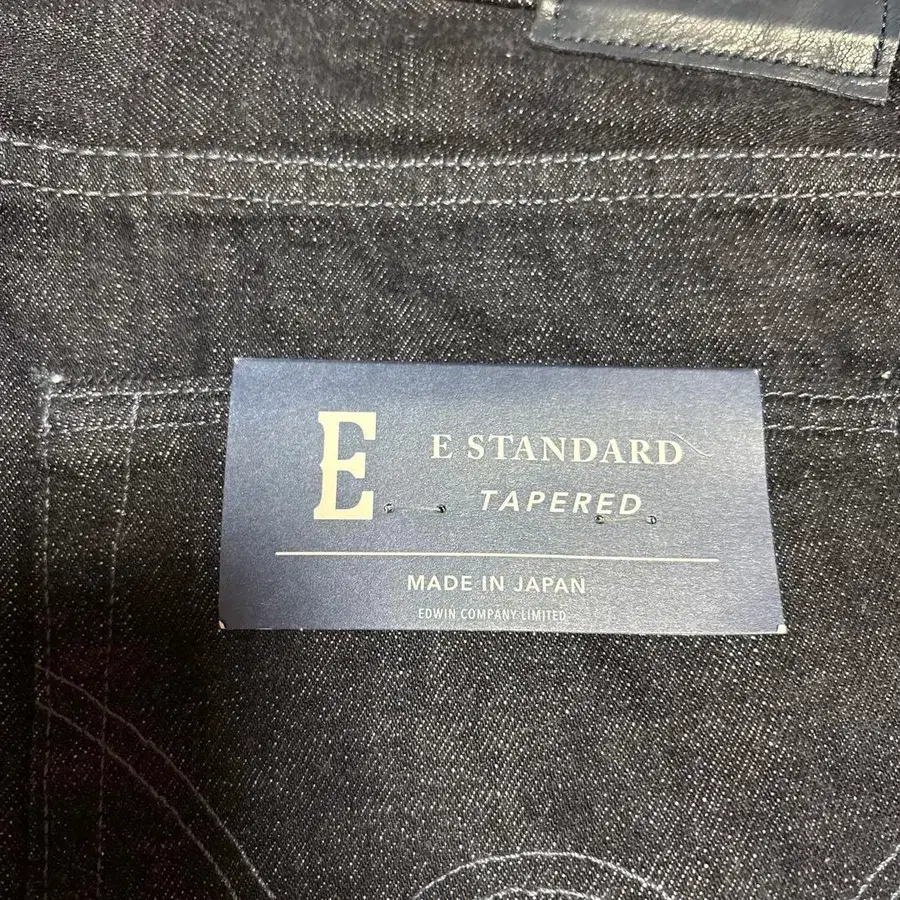 E
E STANDARD
TAPERED
MADE IN JAPAN
EDWIN COMPANY LIMITED